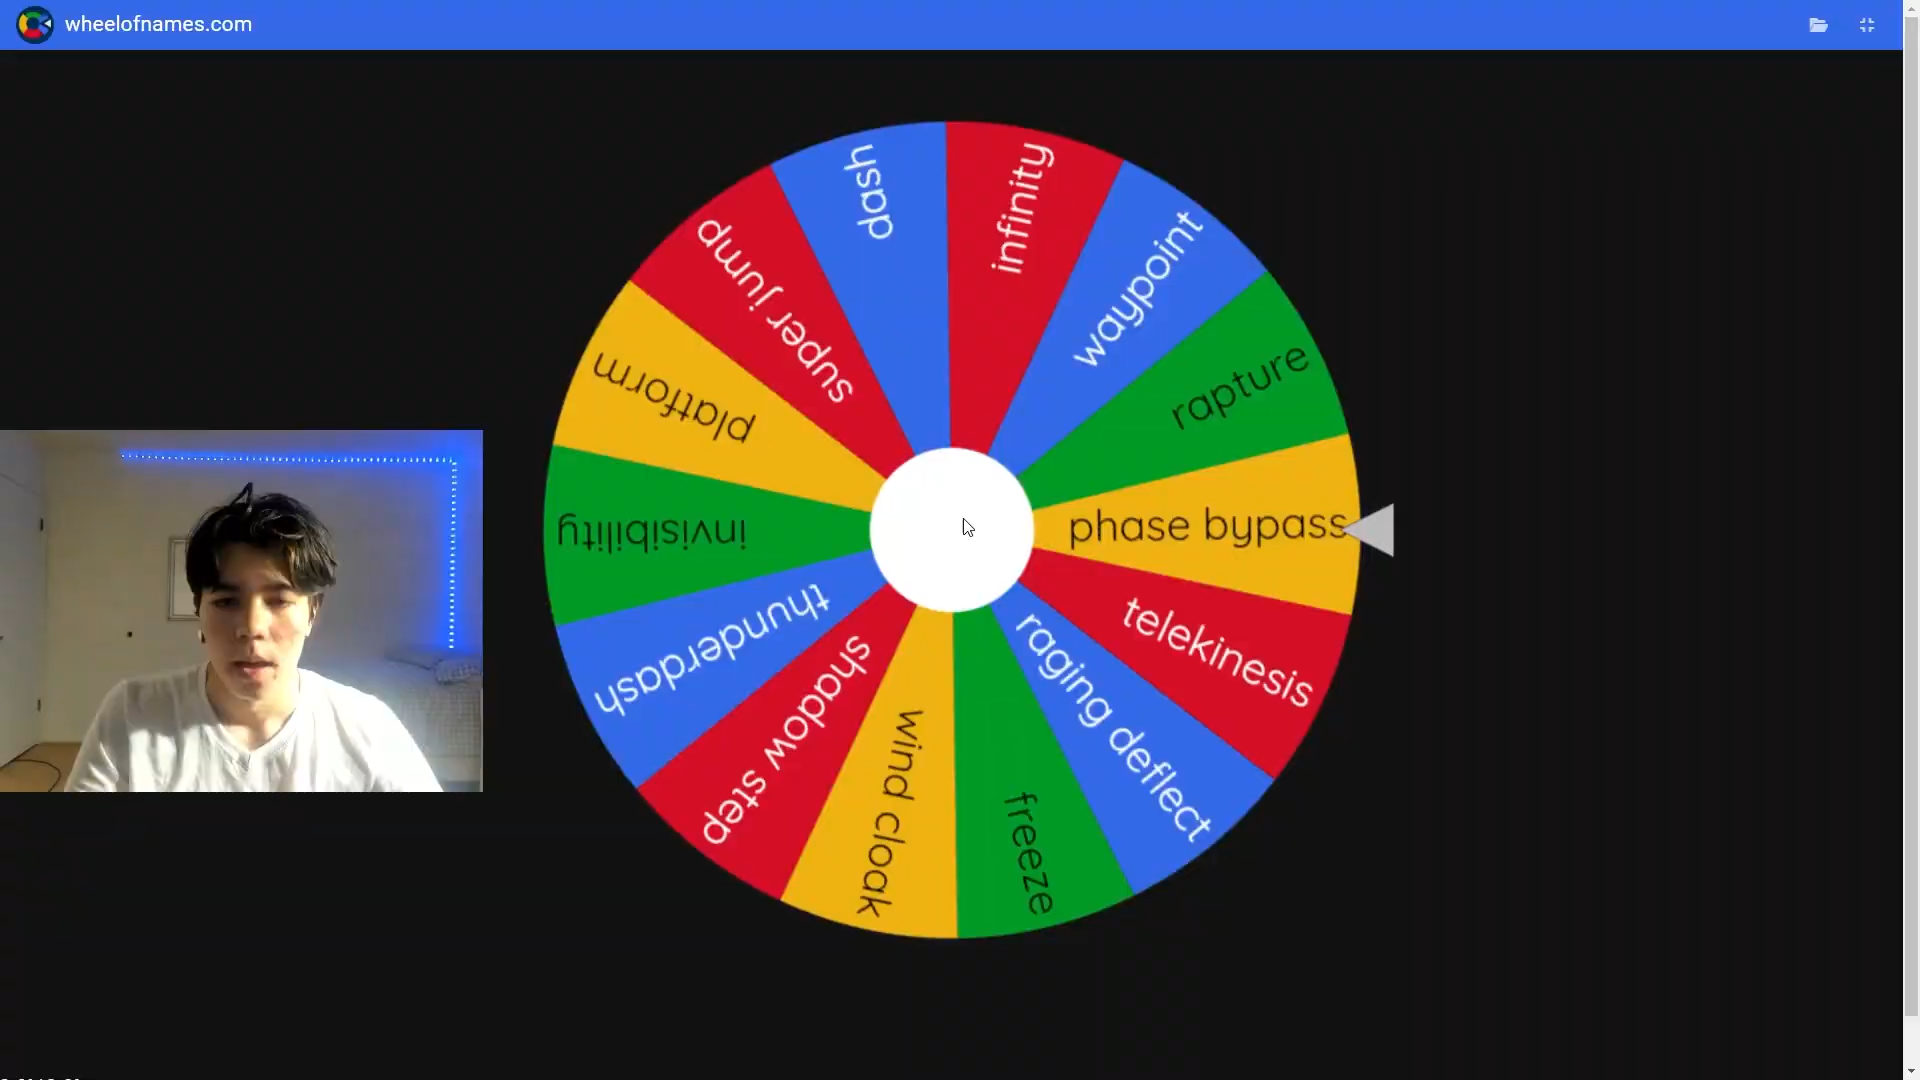 wheelofnames.com
infinity
waypoint
rapture
phase bypass
telekinesis
raging deflect
freeze
wind cloak
shadow step
thunderdash
invisibility
platform
super jump
dash